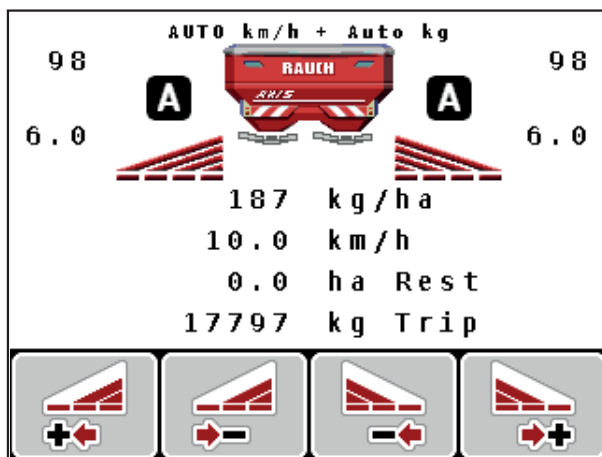 AUTO km/h + Auto kg
98 98
A RAUCH A
AXIS
6.0 6.0
187 kg/ha
10.0 km/h
0.0 ha Rest
17797 kg Trip